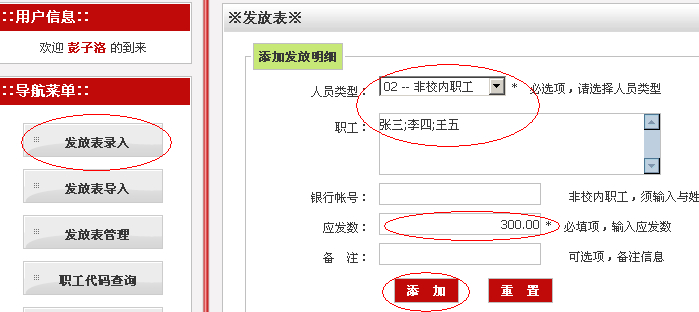 ::用户信息::
欢迎 彭子洛 的到来
::导航菜单::
发放表录入
发放表导入
发放表管理
职工代码查询
※发放表※
添加发放明细
人员类型： 02 -- 非校内职工 * 必选项，请选择人员类型
职工： 张三;李四;王五
银行帐号： 非校内职工，须输入与姓
应发数： 300.00 * 必填项，输入应发数
备 注： 可选项，备注信息
添 加 重 置